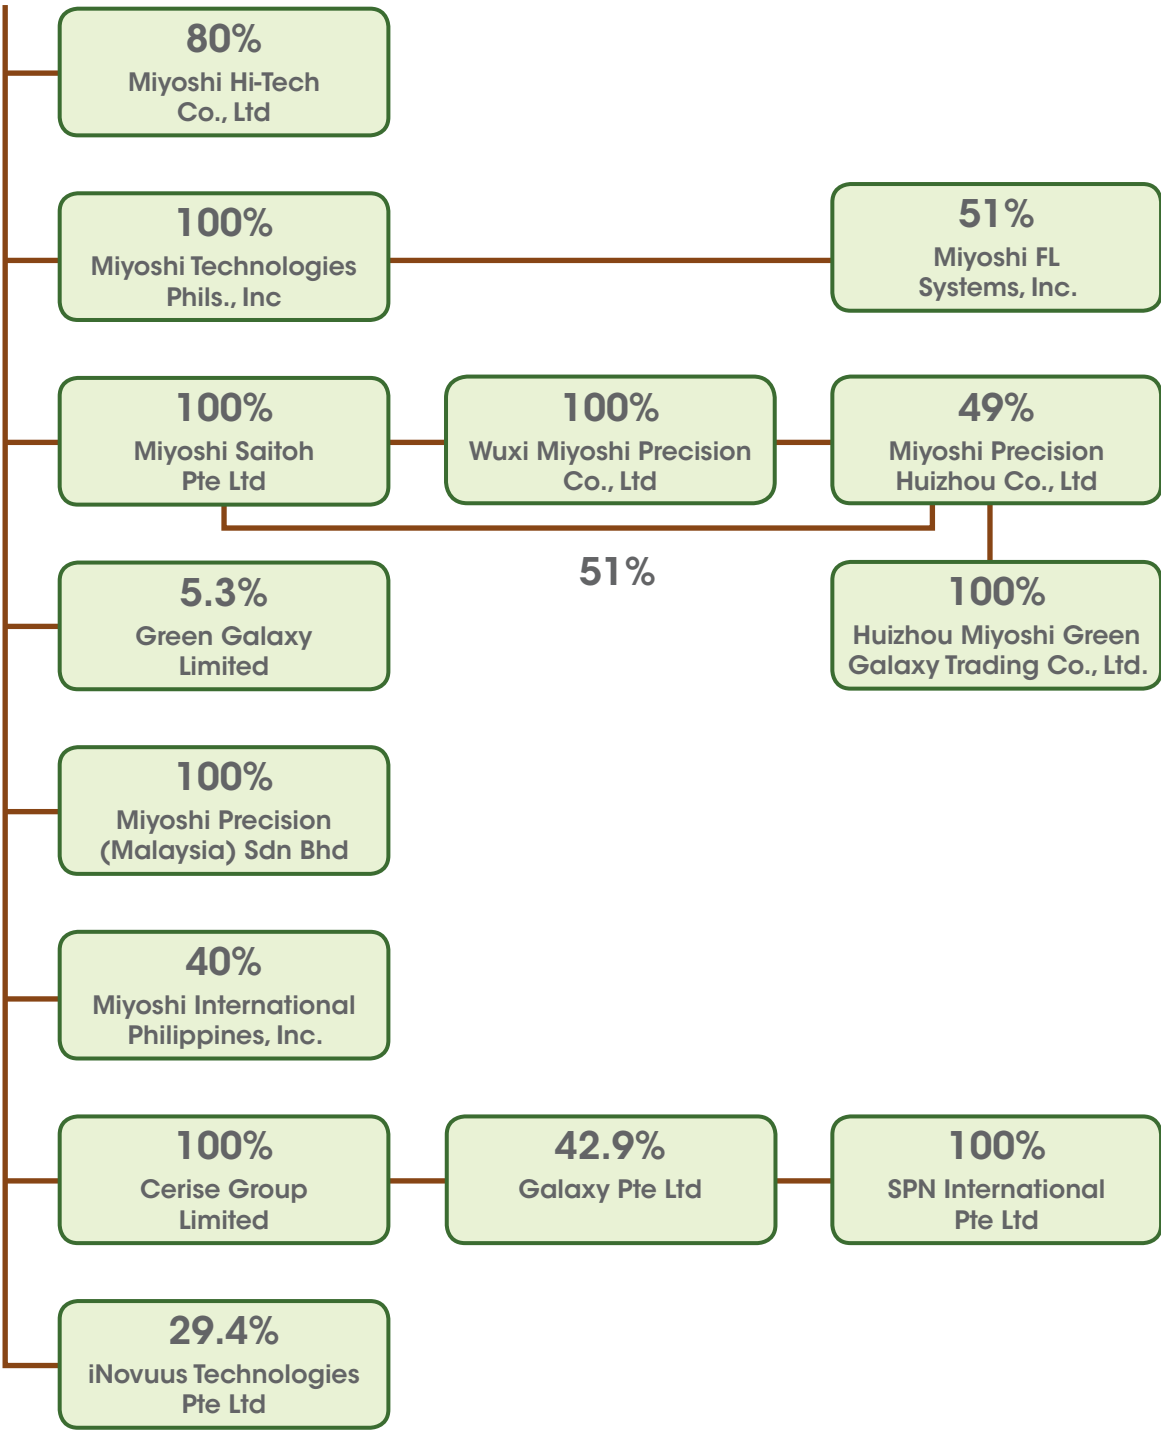 80%
Miyoshi Hi-Tech
Co., Ltd
100%
Miyoshi Technologies
Phils., Inc
51%
Miyoshi FL
Systems, Inc.
100%
Miyoshi Saitoh
Pte Ltd
100%
Wuxi Miyoshi Precision
Co., Ltd
49%
Miyoshi Precision
Huizhou Co., Ltd
51%
5.3%
Green Galaxy
Limited
100%
Huizhou Miyoshi Green
Galaxy Trading Co., Ltd.
100%
Miyoshi Precision
(Malaysia) Sdn Bhd
40%
Miyoshi International
Philippines, Inc.
100%
Cerise Group
Limited
42.9%
Galaxy Pte Ltd
100%
SPN International
Pte Ltd
29.4%
iNovuus Technologies
Pte Ltd